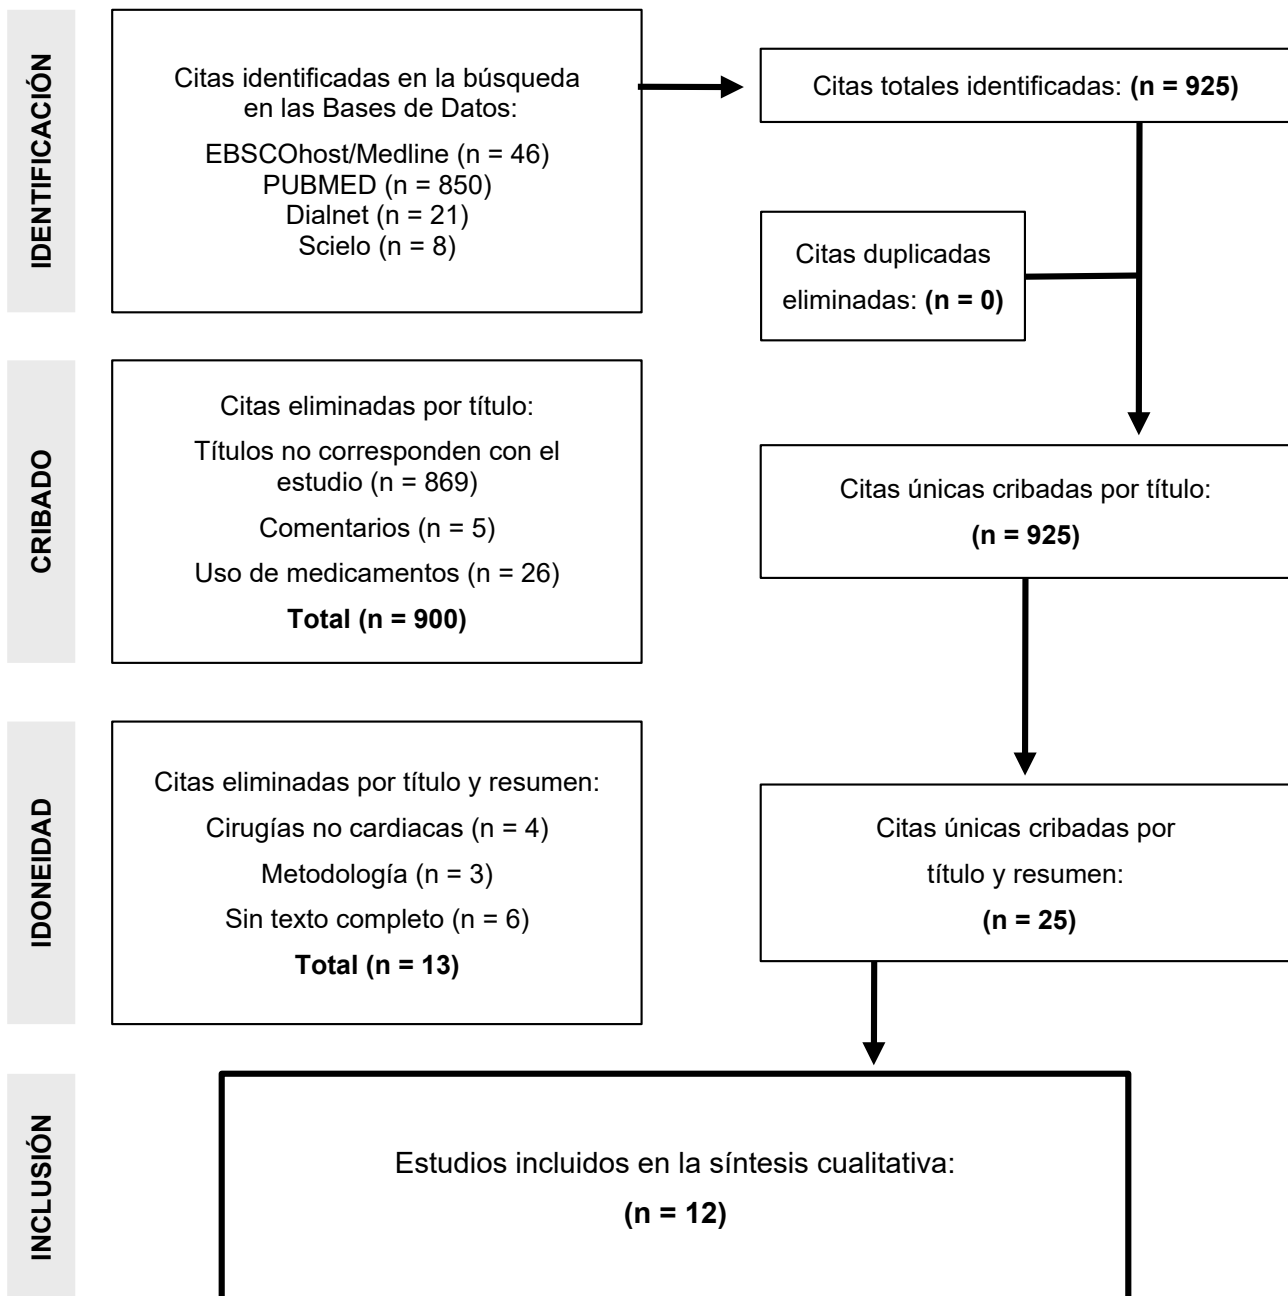 IDENTIFICACIÓN
Citas identificadas en la búsqueda
en las Bases de Datos:
EBSCOhost/Medline (n = 46)
PUBMED (n = 850)
Dialnet (n = 21)
Scielo (n = 8)
Citas totales identificadas: (n = 925)
Citas duplicadas
eliminadas: (n = 0)
CRIBADO
Citas eliminadas por título:
Títulos no corresponden con el
estudio (n = 869)
Comentarios (n = 5)
Uso de medicamentos (n = 26)
Total (n = 900)
Citas únicas cribadas por título:
(n = 925)
IDONEIDAD
Citas eliminadas por título y resumen:
Cirugías no cardiacas (n = 4)
Metodología (n = 3)
Sin texto completo (n = 6)
Total (n = 13)
Citas únicas cribadas por
título y resumen:
(n = 25)
INCLUSIÓN
Estudios incluidos en la síntesis cualitativa:
(n = 12)